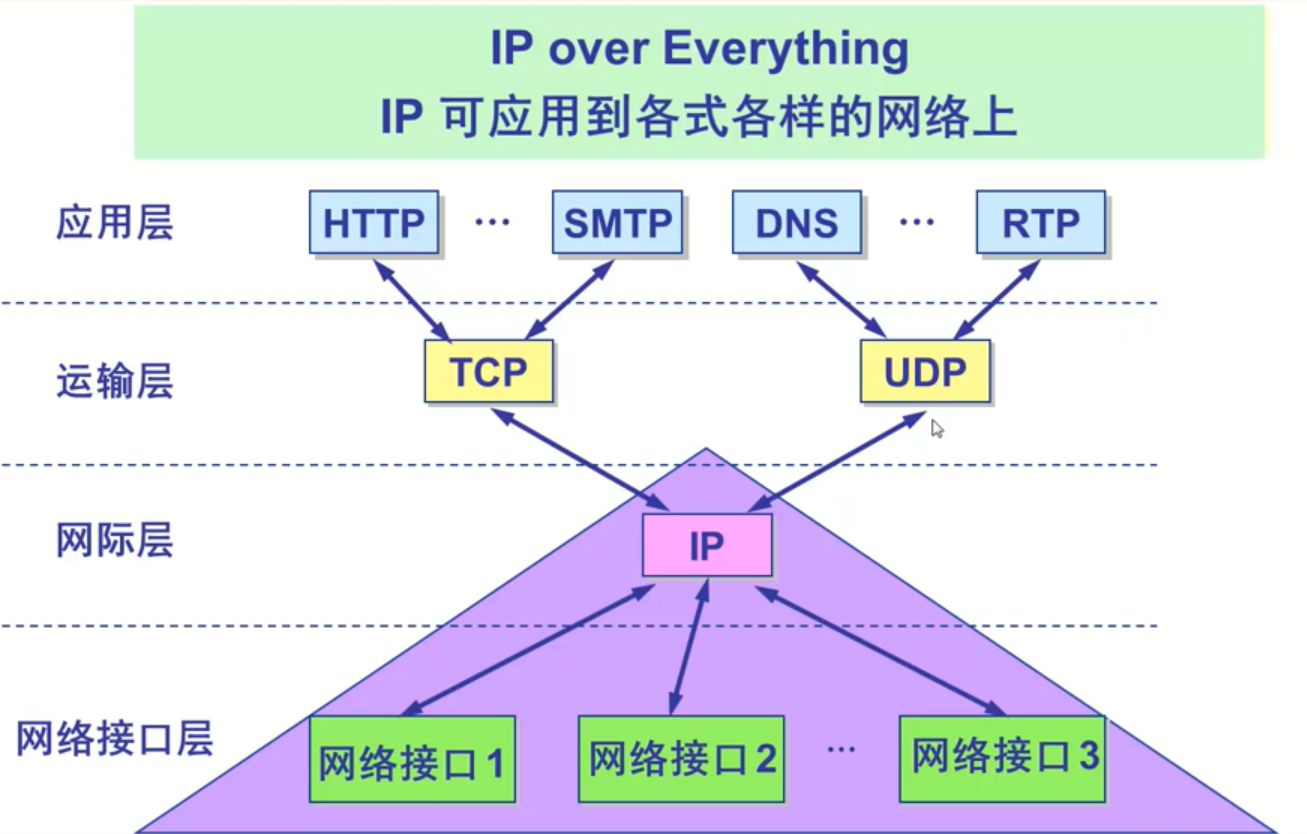 IP over Everything
IP 可应用到各式各样的网络上
应用层
HTTP ... SMTP DNS ... RTP
运输层
TCP UDP
网际层
IP
网络接口层
网络接口1 网络接口2 ... 网络接口3